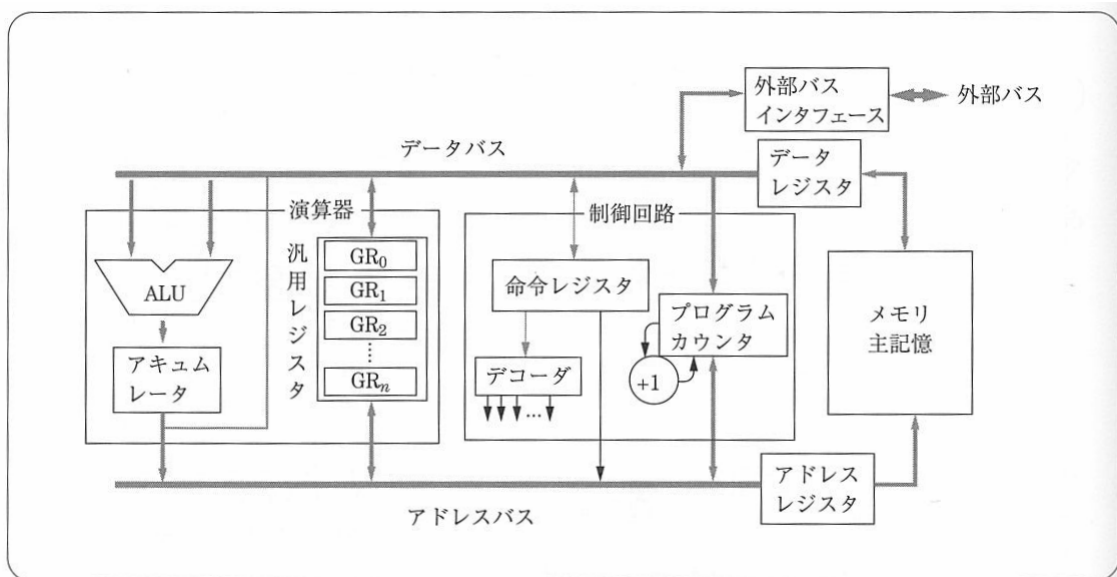 外部バス
インタフェース
外部バス
データバス
データ
レジスタ
演算器
制御回路
汎用レジスタ
GR0
GR1
GR2
GRn
ALU
アキュム
レータ
命令レジスタ
デコーダ
プログラム
カウンタ
+1
メモリ
主記憶
アドレスバス
アドレス
レジスタ